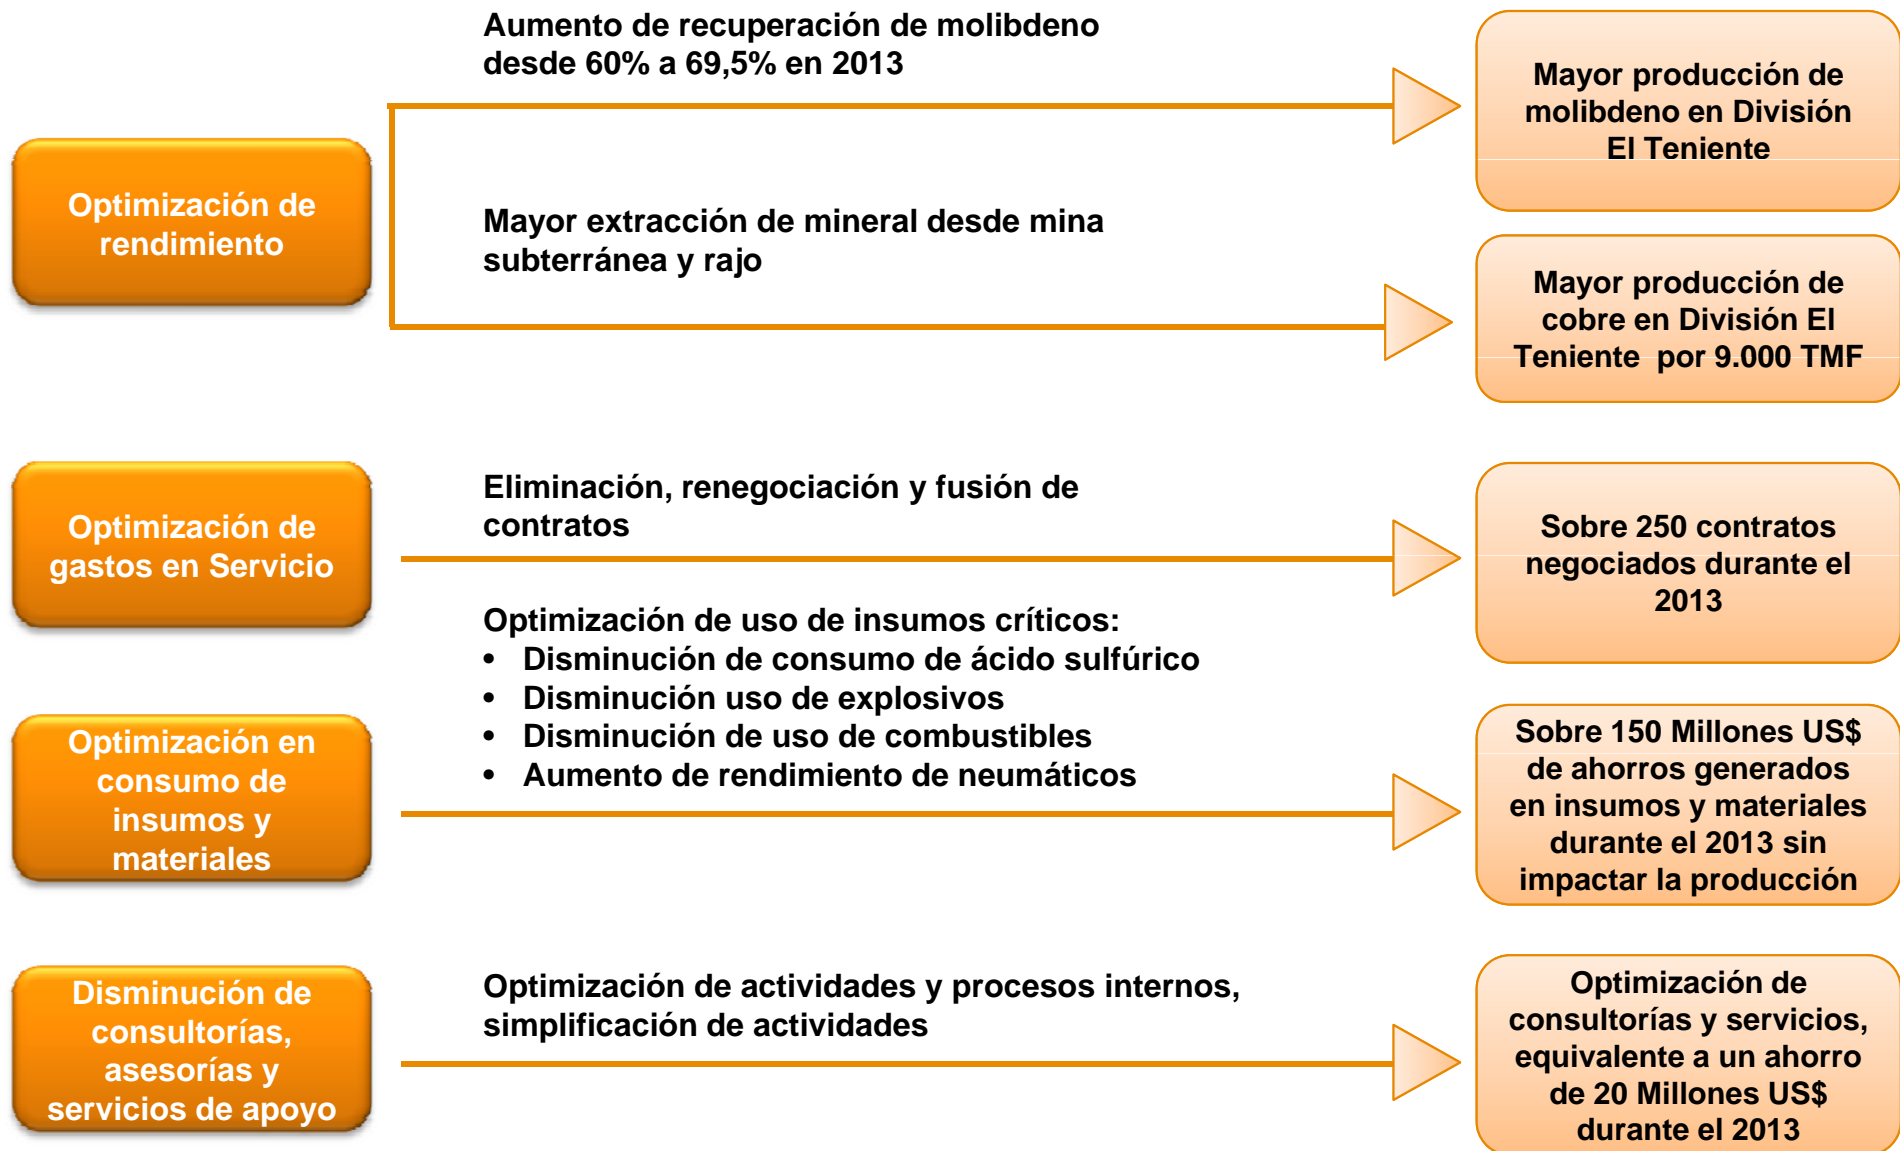 Optimización de
rendimiento
Aumento de recuperación de molibdeno
desde 60% a 69,5% en 2013
Mayor producción de
molibdeno en División
El Teniente
Mayor extracción de mineral desde mina
subterránea y rajo
Mayor producción de
cobre en División El
Teniente por 9.000 TMF
Optimización de
gastos en Servicio
Eliminación, renegociación y fusión de
contratos
Sobre 250 contratos
negociados durante el
2013
Optimización en
consumo de
insumos y
materiales
Optimización de uso de insumos críticos:
• Disminución de consumo de ácido sulfúrico
• Disminución uso de explosivos
• Disminución de uso de combustibles
• Aumento de rendimiento de neumáticos
Sobre 150 Millones US$
de ahorros generados
en insumos y materiales
durante el 2013 sin
impactar la producción
Disminución de
consultorías,
asesorías y
servicios de apoyo
Optimización de actividades y procesos internos,
simplificación de actividades
Optimización de
consultorías y servicios,
equivalente a un ahorro
de 20 Millones US$
durante el 2013